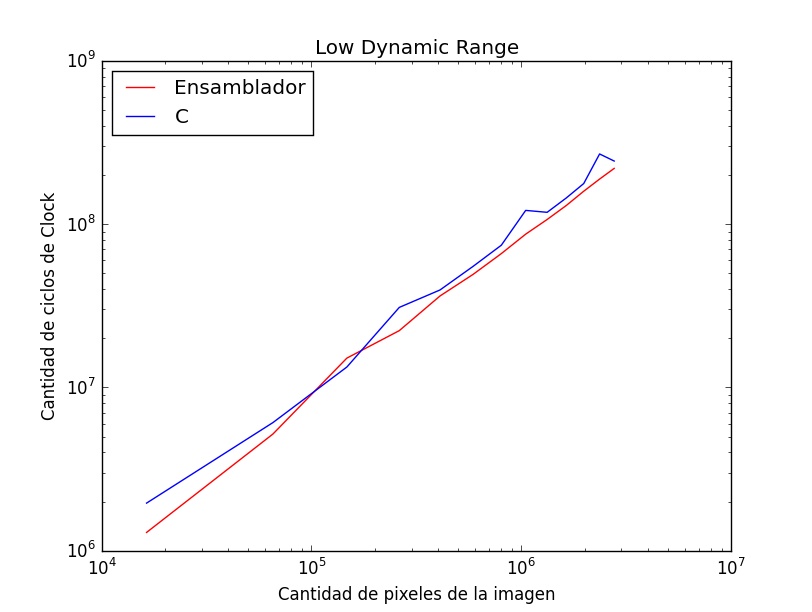 Low Dynamic Range
Ensamblador
C
Cantidad de ciclos de Clock
10^9
10^8
10^7
10^6
10^4
10^5
10^6
10^7
Cantidad de pixeles de la imagen